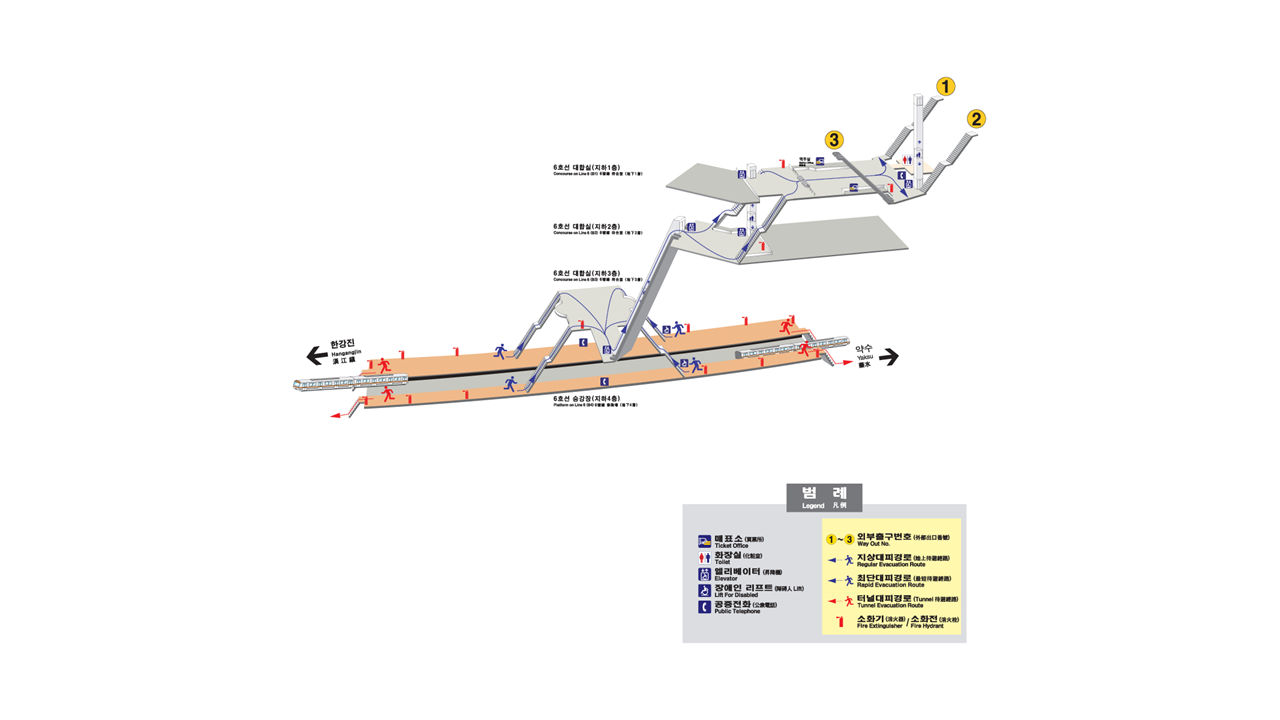 1
2
3
6호선 대합실(지하1층)
Concourse on Line 6 (B1)
6호선 대합실(지하2층)
Concourse on Line 6 (B2)
6호선 대합실(지하3층)
Concourse on Line 6
한강진
Hanganglin
漢江鎭
약수
Yaksu
藥水
6호선 승강장(지하4층)
Platform on Line 6 (B4)
범 례
Legend 凡例
매표소(買票所)
Ticket Office
화장실(化粧室)
Toilet
엘리베이터(昇降機)
Elevator
장애인 리프트(障碍人 Lift)
Lift For Disabled
공중전화(公衆電話)
Public Telephone
1~3 외부출구번호(外部出口番號)
Way Out No.
지상대피경로(地上待避經路)
Regular Evacuation Route
최단대피경로(最短待避經路)
Rapid Evacuation Route
터널대피경로(Tunnel 待避經路)
Tunnel Evacuation Route
소화기(消火器) / 소화전(消火栓)
Fire Extinguisher / Fire Hydrant